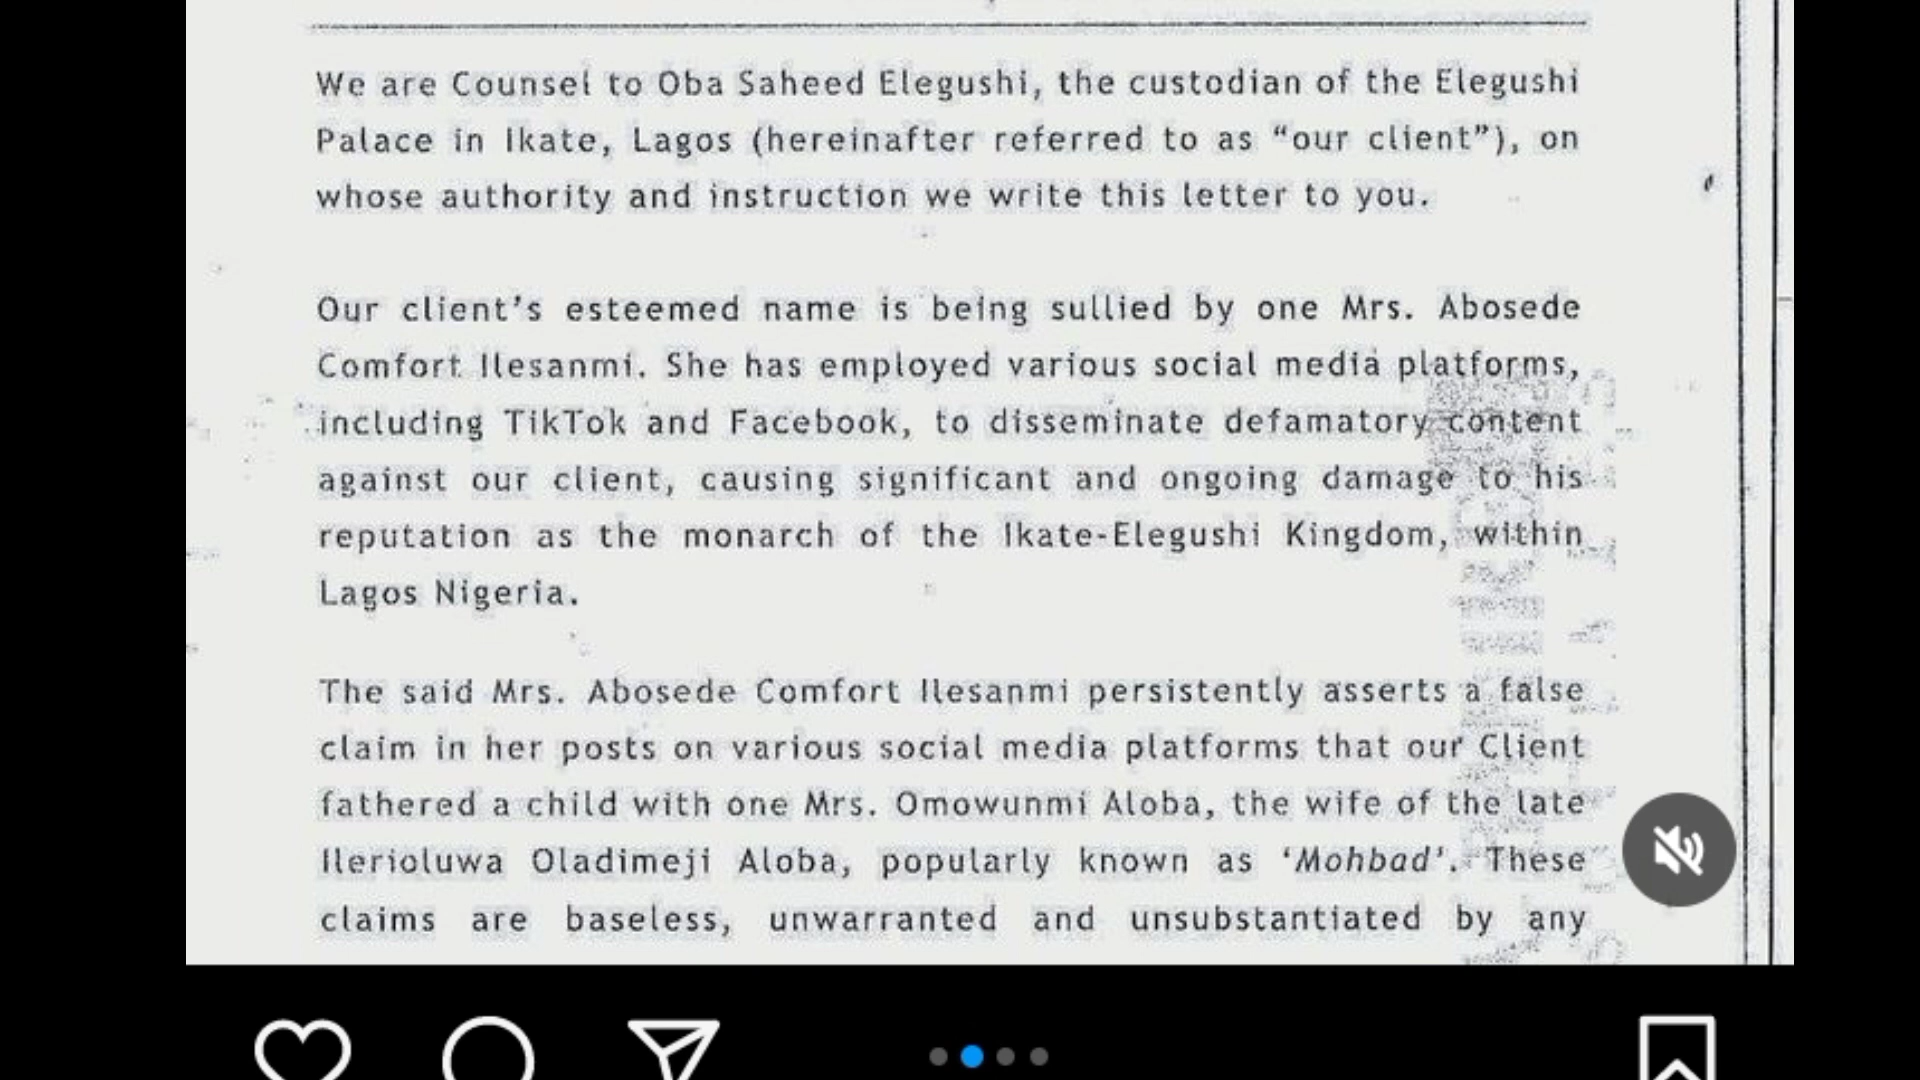 We are Counsel to Oba Saheed Elegushi, the custodian of the Elegushi
Palace in Ikate, Lagos (hereinafter referred to as “our client”), on
whose authority and instruction we write this letter to you.
Our client’s esteemed name is being sullied by one Mrs. Abosede
Comfort Ilesanmi. She has employed various social media platforms,
including TikTok and Facebook, to disseminate defamatory content
against our client, causing significant and ongoing damage to his
reputation as the monarch of the Ikate-Elegushi Kingdom, within
Lagos Nigeria.
The said Mrs. Abosede Comfort Ilesanmi persistently asserts a false
claim in her posts on various social media platforms that our Client
fathered a child with one Mrs. Omowunmi Aloba, the wife of the late
Ilerioluwa Oladimeji Aloba, popularly known as ‘Mohbad’. These
claims are baseless, unwarranted and unsubstantiated by any